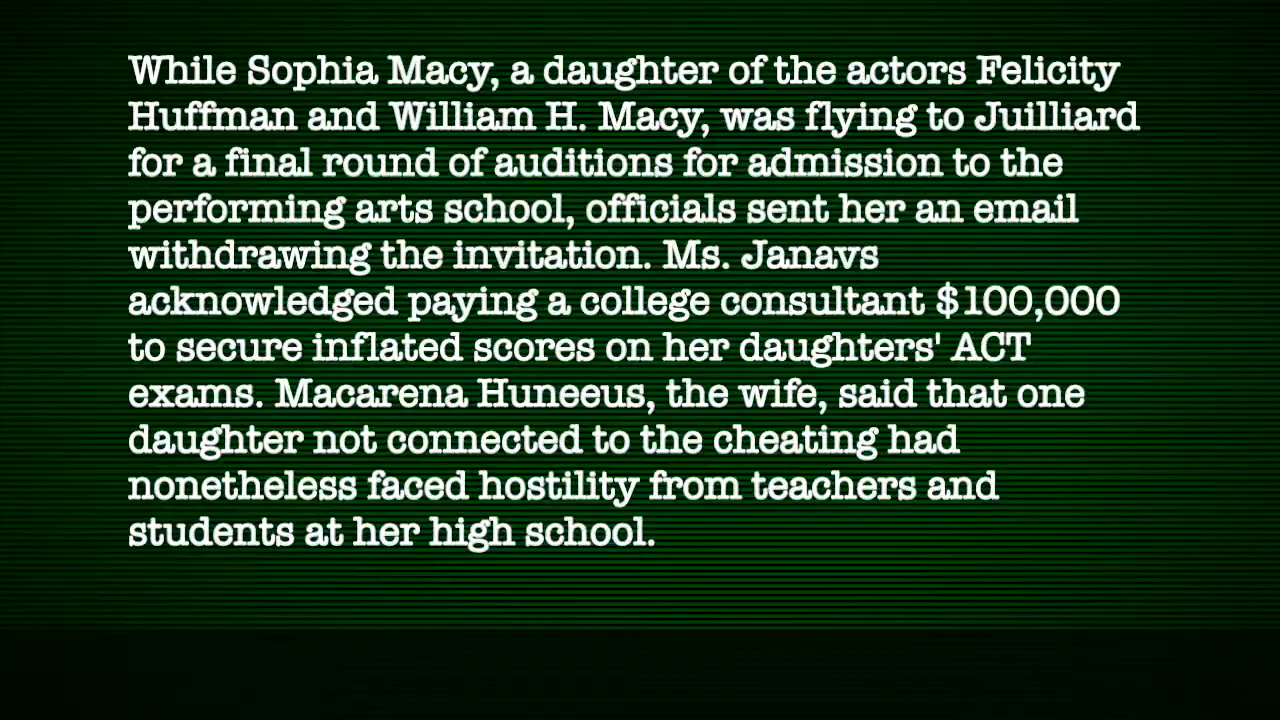 While Sophia Macy, a daughter of the actors Felicity
Huffman and William H. Macy, was flying to Juilliard
for a final round of auditions for admission to the
performing arts school, officials sent her an email
withdrawing the invitation. Ms. Janavs
acknowledged paying a college consultant $100,000
to secure inflated scores on her daughters' ACT
exams. Macarena Huneeus, the wife, said that one
daughter not connected to the cheating had
nonetheless faced hostility from teachers and
students at her high school.